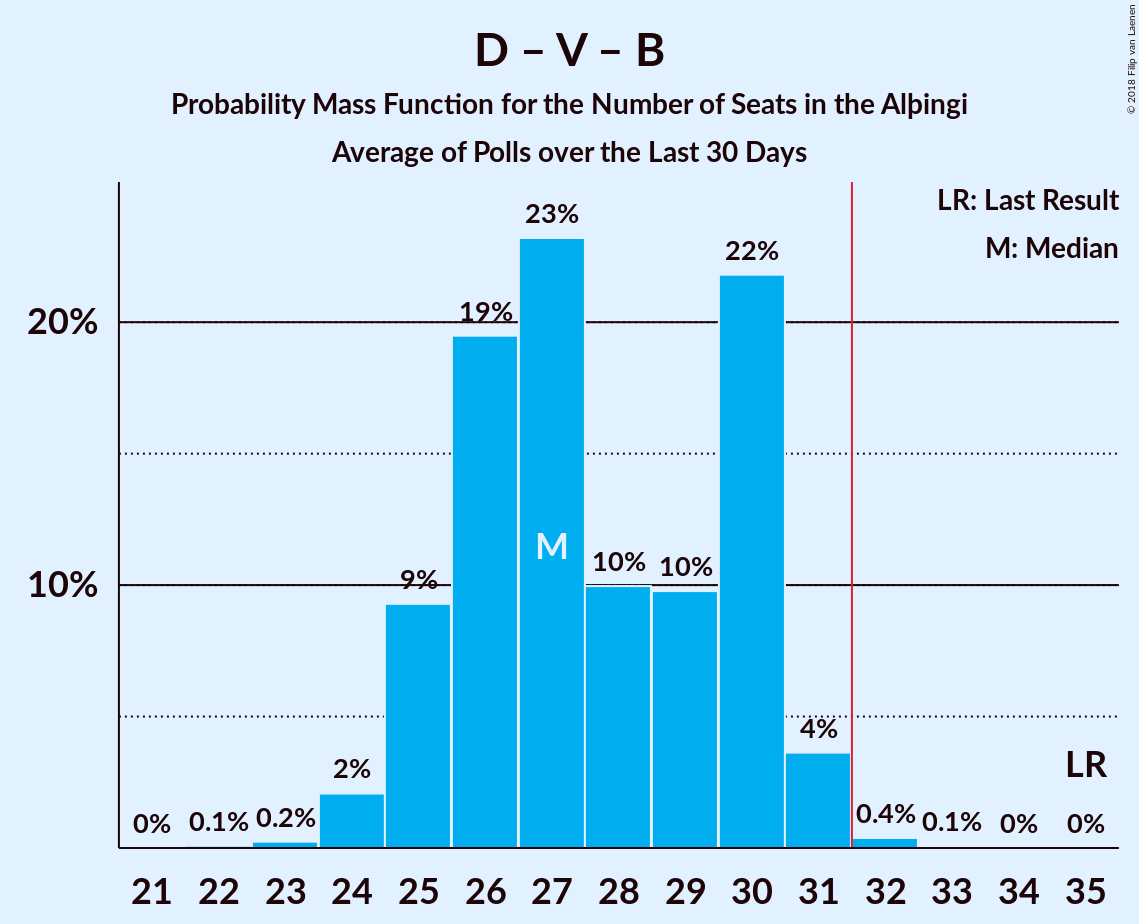 D – V – B
Probability Mass Function for the Number of Seats in the Alþingi
Average of Polls over the Last 30 Days
© 2018 Filip van Laenen
LR: Last Result
M: Median
20%
10%
0%
0.1%
0.2%
2%
9%
19%
23%
10%
10%
22%
4%
0.4%
0.1%
0%
0%
M
LR
21 22 23 24 25 26 27 28 29 30 31 32 33 34 35